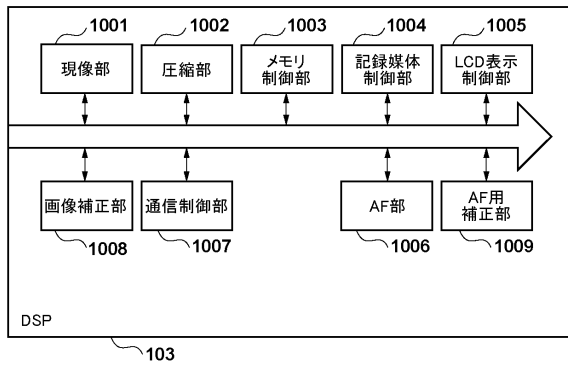 1001
1002
1003
1004
1005
現像部
圧縮部
メモリ
制御部
記録媒体
制御部
LCD表示
制御部
画像補正部
通信制御部
AF部
AF用
補正部
1008
1007
1006
1009
DSP
103